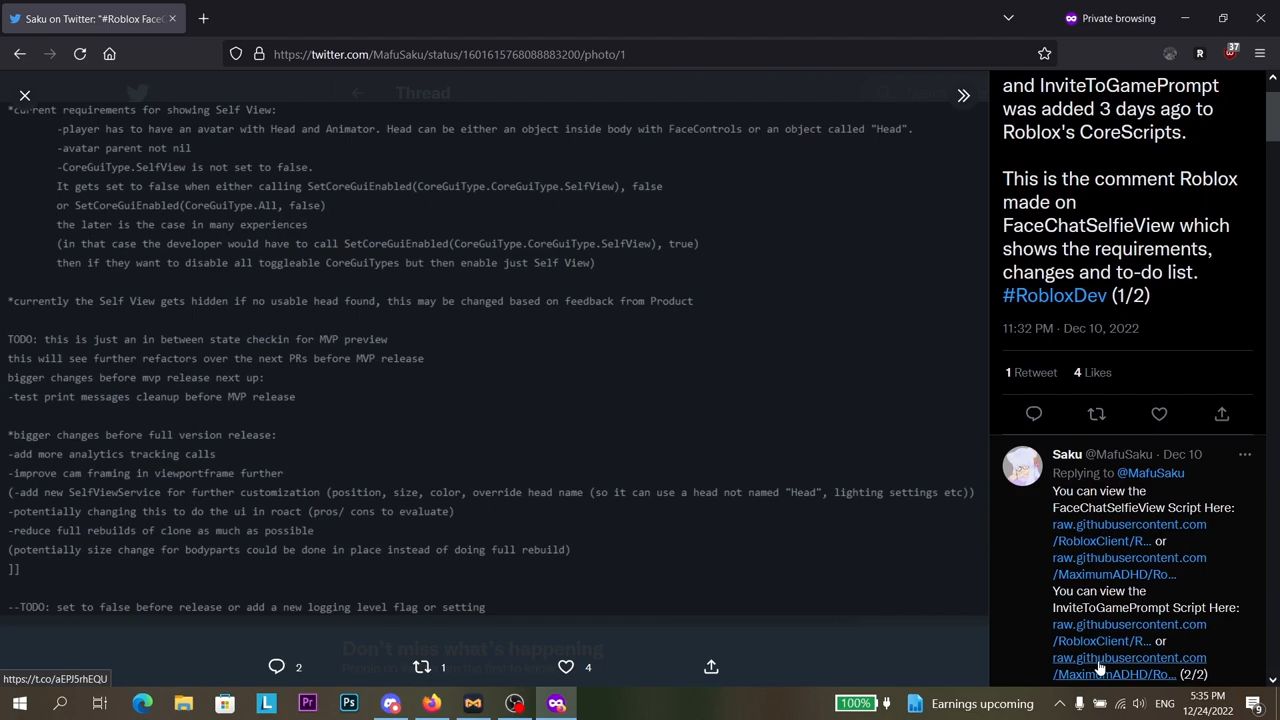 Saku on Twitter: "#Roblox FaceC
Private browsing
https://twitter.com/MafuSaku/status/1601615768088883200/photo/1
37
Thread
*current requirements for showing Self View:
-player has to have an avatar with Head and Animator. Head can be either an object inside body with FaceControls or an object called "Head".
-avatar parent not nil
-CoreGuiType.SelfView is not set to false.
It gets set to false when either calling SetCoreGuiEnabled(CoreGuiType.CoreGuiType.SelfView), false
or SetCoreGuiEnabled(CoreGuiType.All, false)
the later is the case in many experiences
(in that case the developer would have to call SetCoreGuiEnabled(CoreGuiType.CoreGuiType.SelfView), true)
then if they want to disable all toggleable CoreGuiTypes but then enable just Self View)
*currently the Self View gets hidden if no usable head found, this may be changed based on feedback from Product
TODO: this is just an in between state checkin for MVP preview
this will see further refactors over the next PRs before MVP release
bigger changes before mvp release next up:
-test print messages cleanup before MVP release
*bigger changes before full version release:
-add more analytics tracking calls
-improve cam framing in viewportframe further
(-add new SelfViewService for further customization (position, size, color, override head name (so it can use a head not named "Head", lighting settings etc))
-potentially changing this to do the ui in roact (pros/ cons to evaluate)
-reduce full rebuilds of clone as much as possible
(potentially size change for bodyparts could be done in place instead of doing full rebuild)
]]
--TODO: set to false before release or add a new logging level flag or setting
Don't miss what's happening
2
1
4
https://t.co/aEPJ5rhEQU
and InviteToGamePrompt
was added 3 days ago to
Roblox's CoreScripts.
This is the comment Roblox
made on
FaceChatSelfieView which
shows the requirements,
changes and to-do list.
#RobloxDev (1/2)
11:32 PM · Dec 10, 2022
1 Retweet 4 Likes
Saku @MafuSaku · Dec 10
Replying to @MafuSaku
You can view the
FaceChatSelfieView Script Here:
raw.githubusercontent.com
/RobloxClient/R... or
raw.githubusercontent.com
/MaximumADHD/Ro...
You can view the
InviteToGamePrompt Script Here:
raw.githubusercontent.com
/RobloxClient/R... or
raw.githubusercontent.com
/MaximumADHD/Ro... (2/2)
100%
Earnings upcoming
5:35 PM
12/24/2022
9